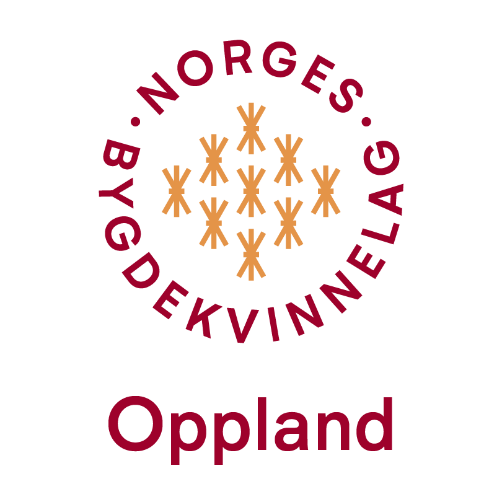 · NORGES ·
BYGDEKVINNELAG
Oppland